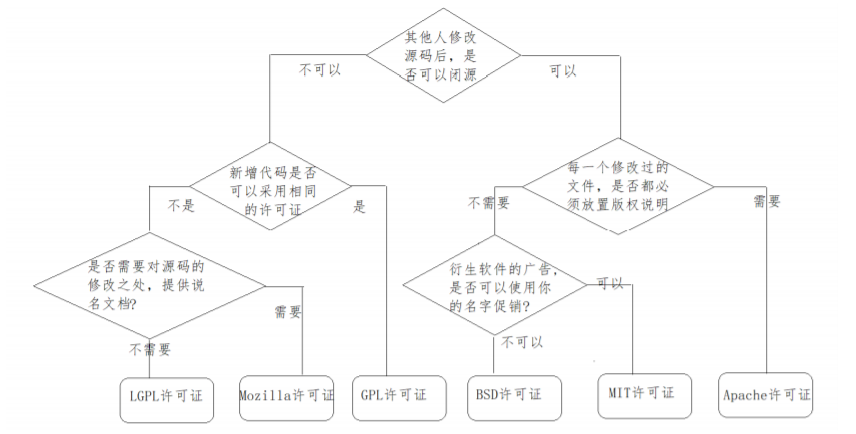 其他人修改
源码后，是
否可以闭源
不可以
可以
新增代码是否
可以采用相同
的许可证
每一个修改过的
文件，是否都必
须放置版权说明
不是
是
不需要
需要
是否需要对源码的
修改之处，提供说
名文档?
衍生软件的广告，
是否可以使用你
的名字促销?
可以
需要
不需要
不可以
LGPL许可证
Mozilla许可证
GPL许可证
BSD许可证
MIT许可证
Apache许可证